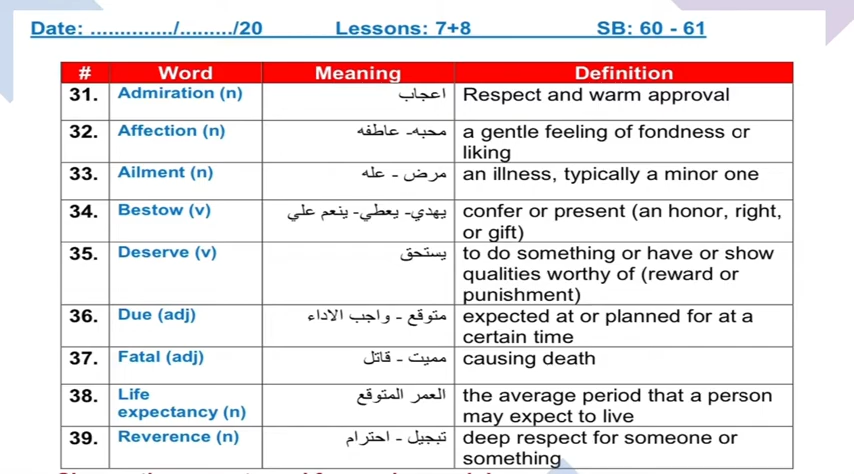 Date: ............../........./20 Lessons: 7+8 SB: 60 - 61
# Word Meaning Definition
31. Admiration (n) اعجاب Respect and warm approval
32. Affection (n) محبه- عاطفه a gentle feeling of fondness or
liking
33. Ailment (n) مرض - عله an illness, typically a minor one
34. Bestow (v) يهدي- يعطي- ينعم علي confer or present (an honor, right,
or gift)
35. Deserve (v) يستحق to do something or have or show
qualities worthy of (reward or
punishment)
36. Due (adj) متوقع - واجب الاداء expected at or planned for at a
certain time
37. Fatal (adj) مميت - قاتل causing death
38. Life العمر المتوقع the average period that a person
expectancy (n) may expect to live
39. Reverence (n) تبجيل - احترام deep respect for someone or
something